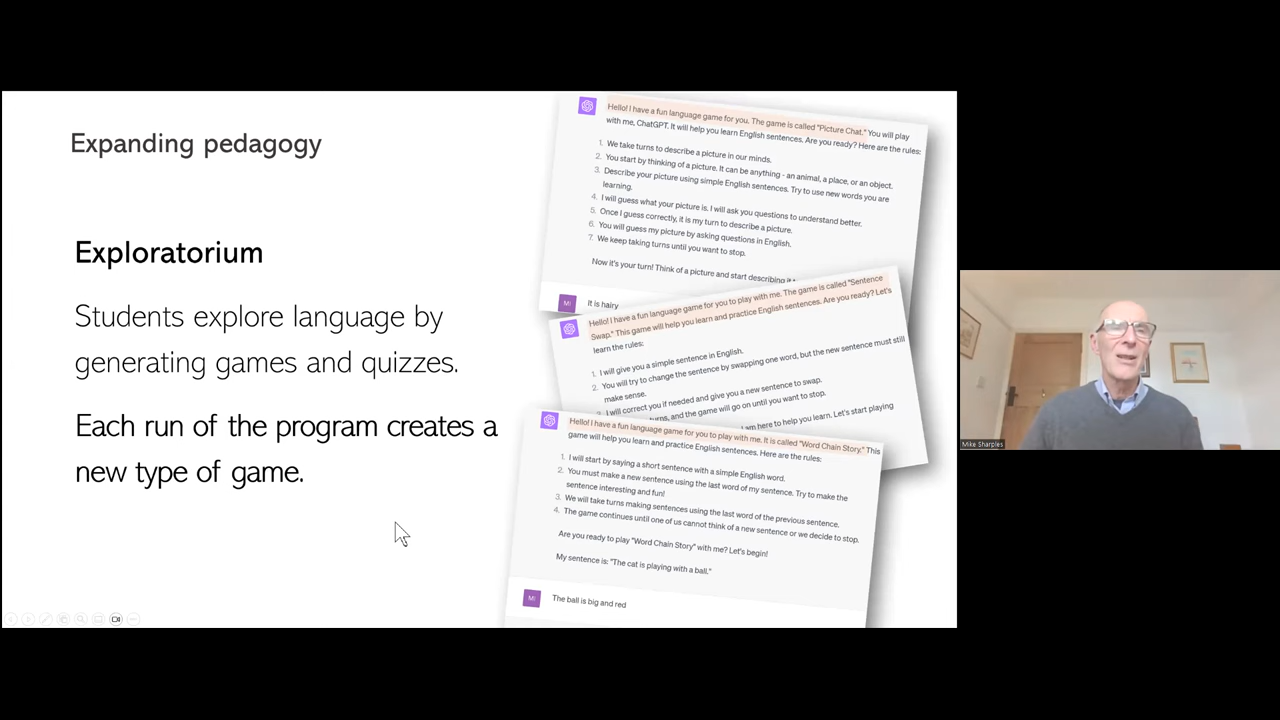 Expanding pedagogy
Exploratorium
Students explore language by
generating games and quizzes.
Each run of the program creates a
new type of game.
Hello! I have a fun language game for you. The game is called "Picture Chat." You will play
with me, ChatGPT. It will help you learn English sentences. Are you ready? Here are the rules:
1. We take turns to describe a picture in our minds.
2. You start by thinking of a picture. It can be anything - an animal, a place, or an object.
3. Describe your picture using simple English sentences. Try to use new words you are
learning.
4. I will guess what your picture is. I will ask you questions to understand better.
5. Once I guess correctly, it is my turn to describe a picture.
6. You will guess my picture by asking questions in English.
7. We keep taking turns until you want to stop.
Now it's your turn! Think of a picture and start describing it
M!
It is hairy
Hello! I have a fun language game for you to play with me. The game is called "Sentence
Swap." This game will help you learn and practice English sentences. Are you ready? Let's
learn the rules:
1. I will give you a simple sentence in English.
2. You will try to change the sentence by swapping one word, but the new sentence must still
make sense.
I will correct you if needed and give you a new sentence to swap.
turns, and the game will go on until you want to stop.
I am here to help you learn. Let's start playing
Hello! I have a fun language game for you to play with me. It is called "Word Chain Story." This
game will help you learn and practice English sentences. Here are the rules:
1. I will start by saying a short sentence with a simple English word.
2. You must make a new sentence using the last word of my sentence. Try to make the
sentence interesting and fun!
3. We will take turns making sentences using the last word of the previous sentence.
4. The game continues until one of us cannot think of a new sentence or we decide to stop.
Are you ready to play "Word Chain Story" with me? Let's begin!
My sentence is: "The cat is playing with a ball."
M!
The ball is big and red
Mike Sharples